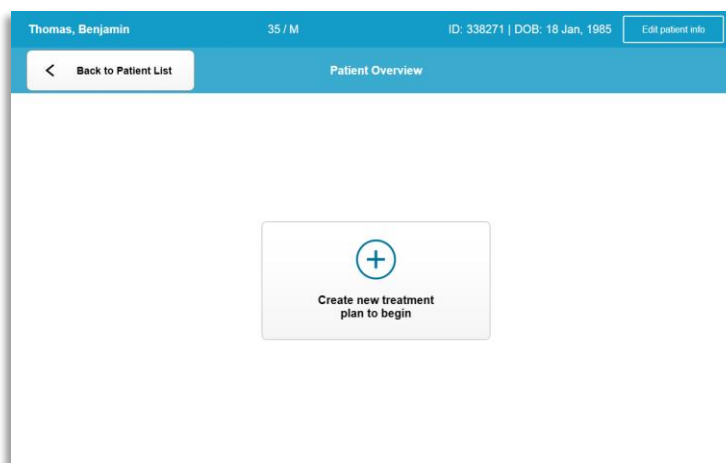 Thomas, Benjamin 35 / M ID: 338271 | DOB: 18 Jan, 1985 Edit patient info
Back to Patient List Patient Overview
Create new treatment
plan to begin